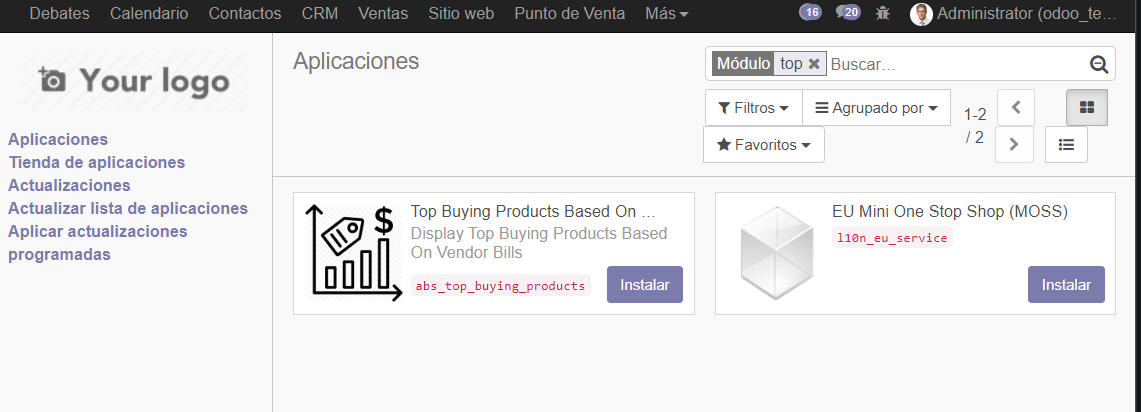 Debates Calendario Contactos CRM Ventas Sitio web Punto de Venta Más 16 20 Administrator (odoo_te...
Your logo
Aplicaciones
Tienda de aplicaciones
Actualizaciones
Actualizar lista de aplicaciones
Aplicar actualizaciones
programadas
Aplicaciones
Módulo top Buscar...
Filtros Agrupado por
Favoritos
1-2
/ 2
Top Buying Products Based On ...
Display Top Buying Products Based
On Vendor Bills
abs_top_buying_products Instalar
EU Mini One Stop Shop (MOSS)
l10n_eu_service
Instalar